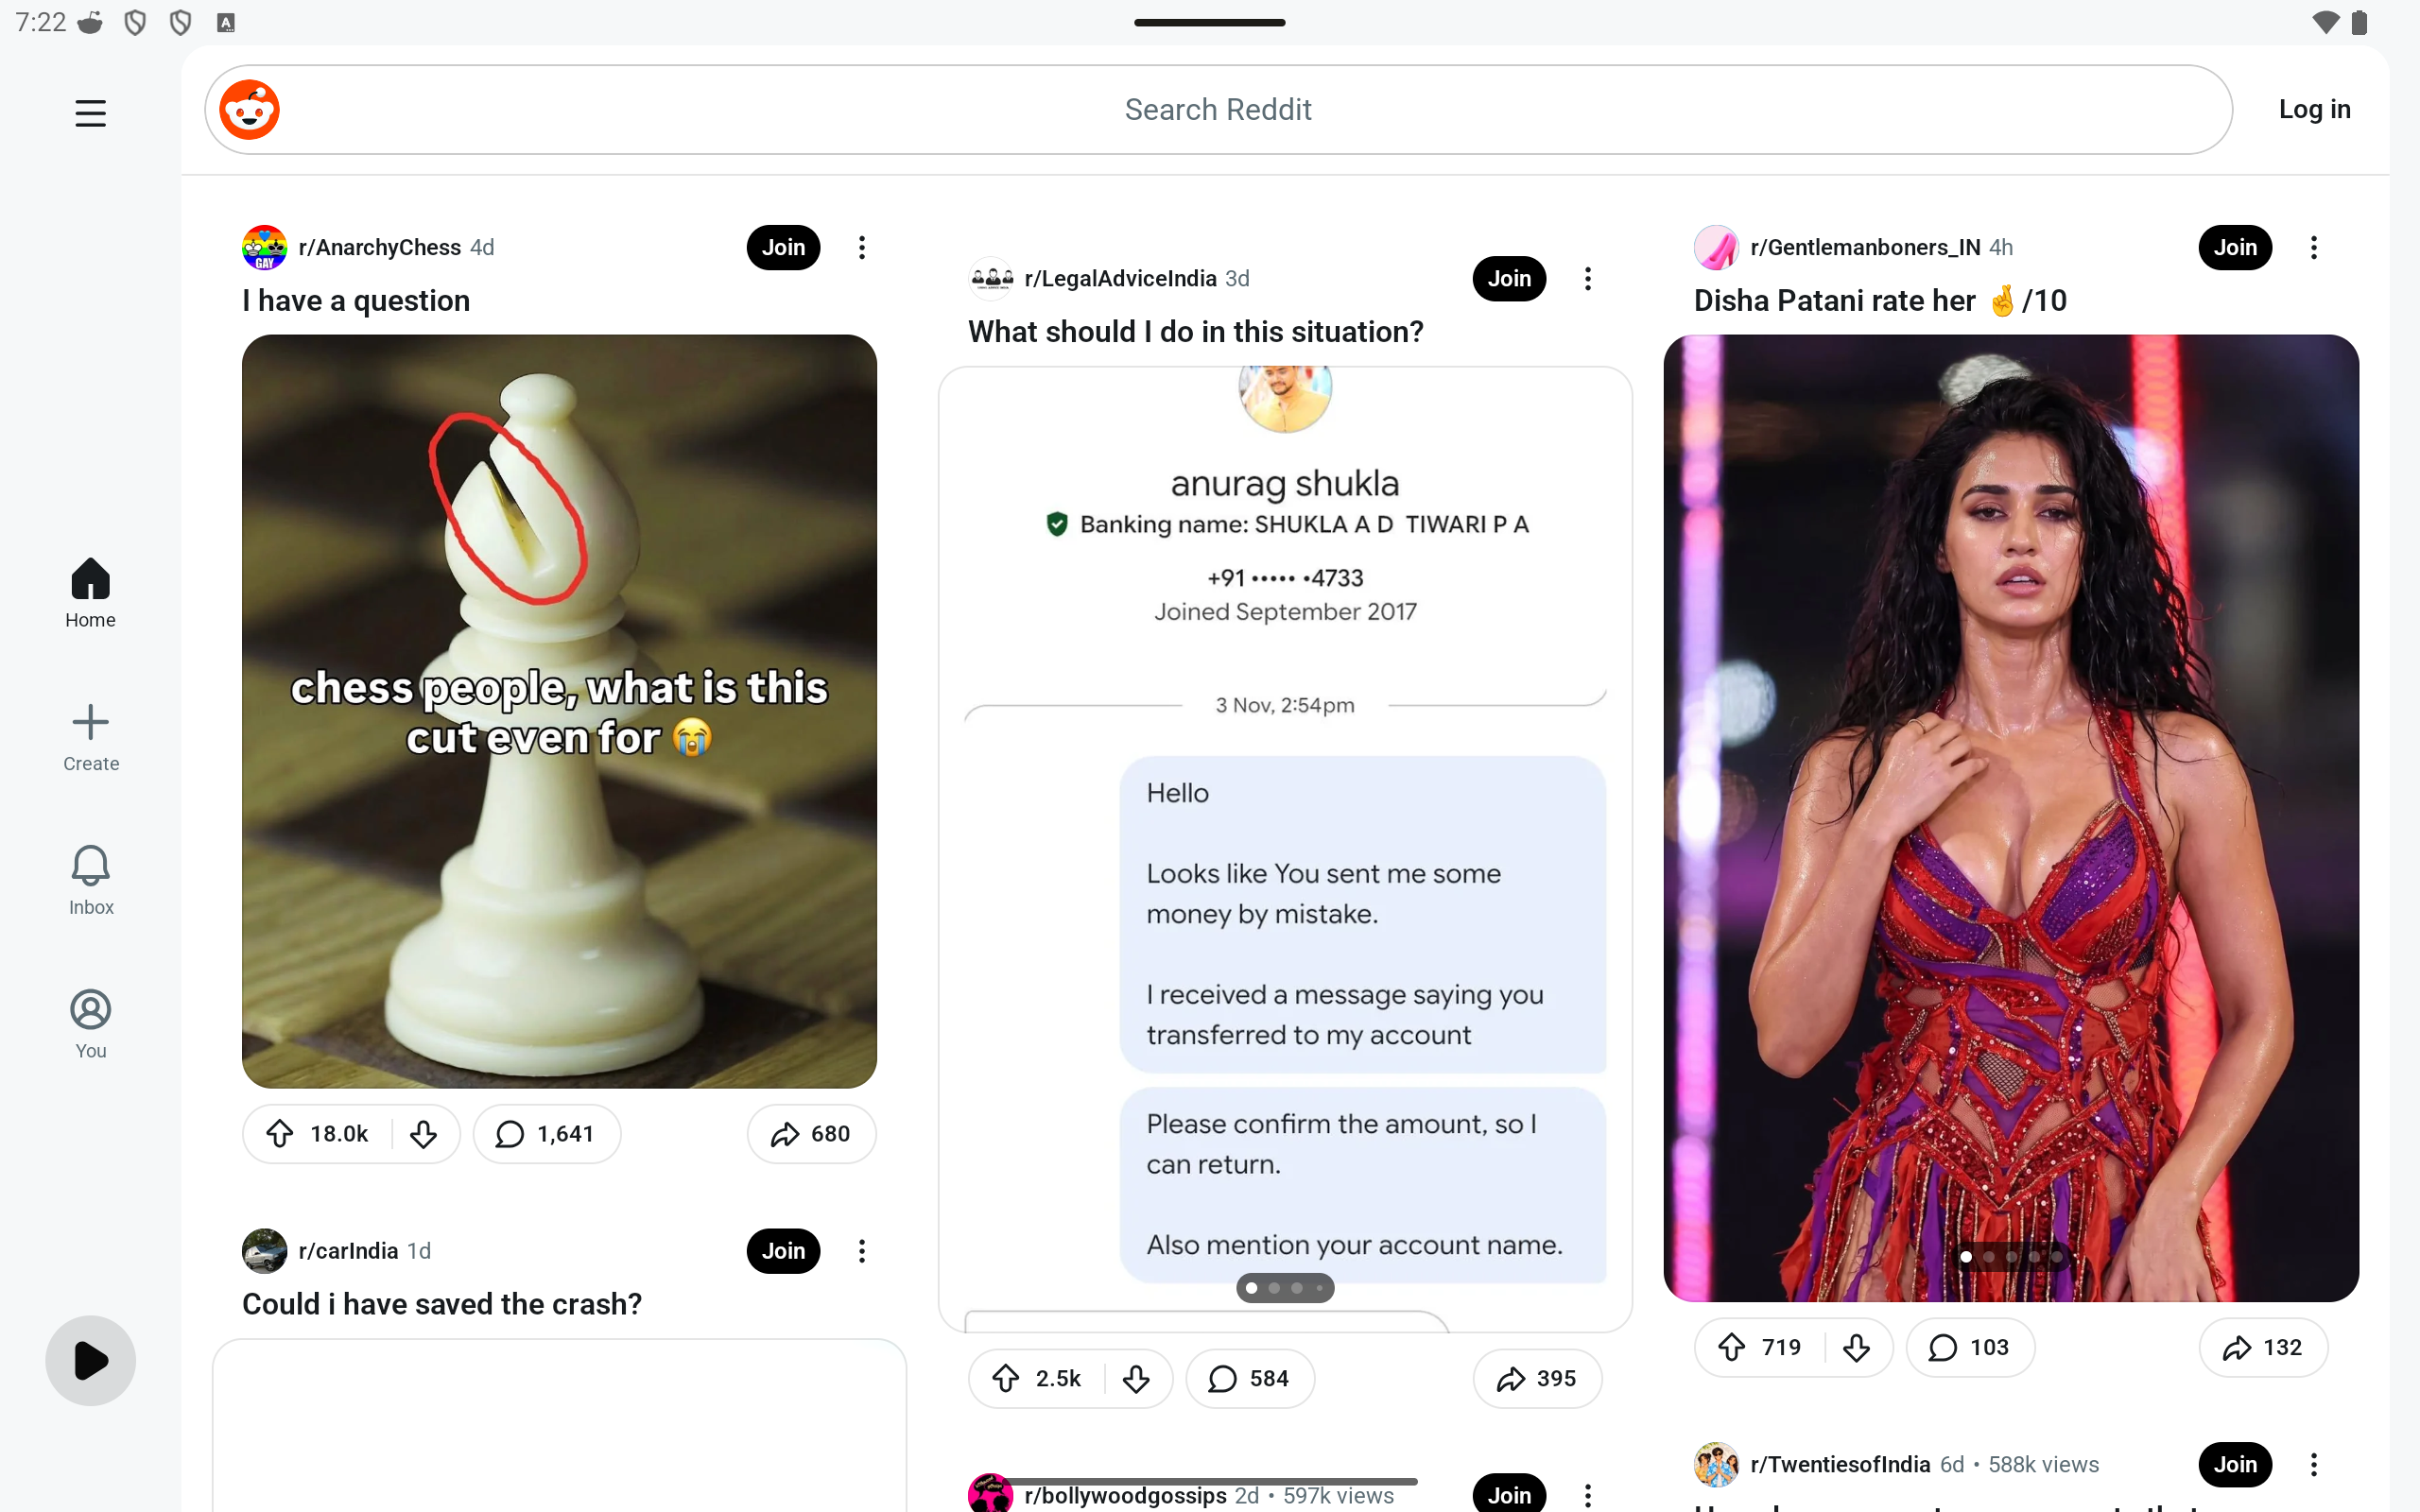 7:22
Search Reddit
Log in
Home
Create
Inbox
You
r/AnarchyChess 4d
Join
I have a question
GAY
chess people, what is this
cut even for 😭
18.0k
1,641
680
r/carIndia 1d
Join
Could i have saved the crash?
r/LegalAdviceIndia 3d
Join
What should I do in this situation?
anurag shukla
Banking name: SHUKLA A D TIWARI P A
+91 ••••• •4733
Joined September 2017
3 Nov, 2:54pm
Hello
Looks like You sent me some
money by mistake.
I received a message saying you
transferred to my account
Please confirm the amount, so I
can return.
Also mention your account name.
2.5k
584
395
r/bollywoodgossips 2d • 597k views
Join
r/Gentlemanboners_IN 4h
Join
Disha Patani rate her 🤞/10
719
103
132
r/TwentiesofIndia 6d • 588k views
Join